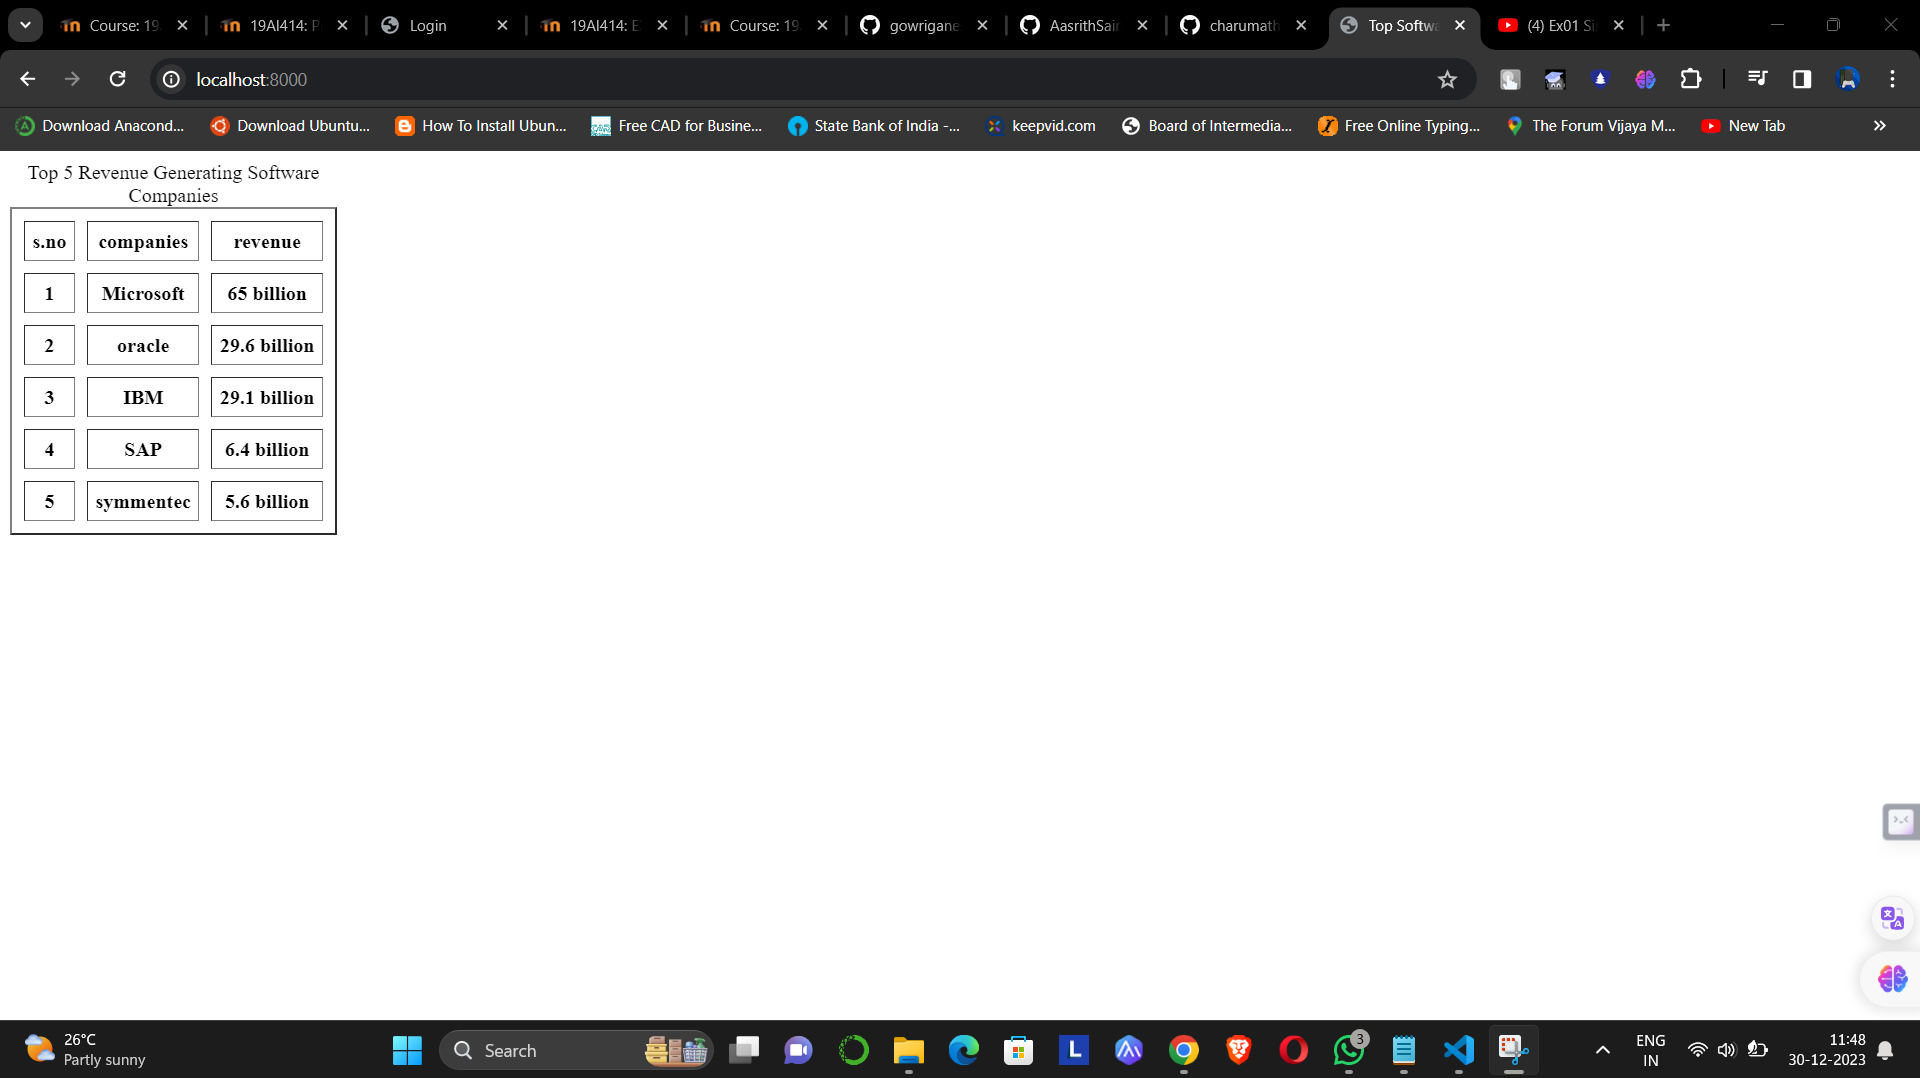 Course: 19
19AI414: P
Login
19AI414: E
Course: 19
gowrigane
AasrithSair
charumath
Top Softwa
(4) Ex01 Si
localhost:8000
Download Anacond...
Download Ubuntu...
How To Install Ubun...
Free CAD for Busine...
State Bank of India -...
keepvid.com
Board of Intermedia...
Free Online Typing...
The Forum Vijaya M...
New Tab
Top 5 Revenue Generating Software
Companies
s.no companies revenue
1 Microsoft 65 billion
2 oracle 29.6 billion
3 IBM 29.1 billion
4 SAP 6.4 billion
5 symmentec 5.6 billion
26°C
Partly sunny
Search
L
3
ENG
IN
11:48
30-12-2023